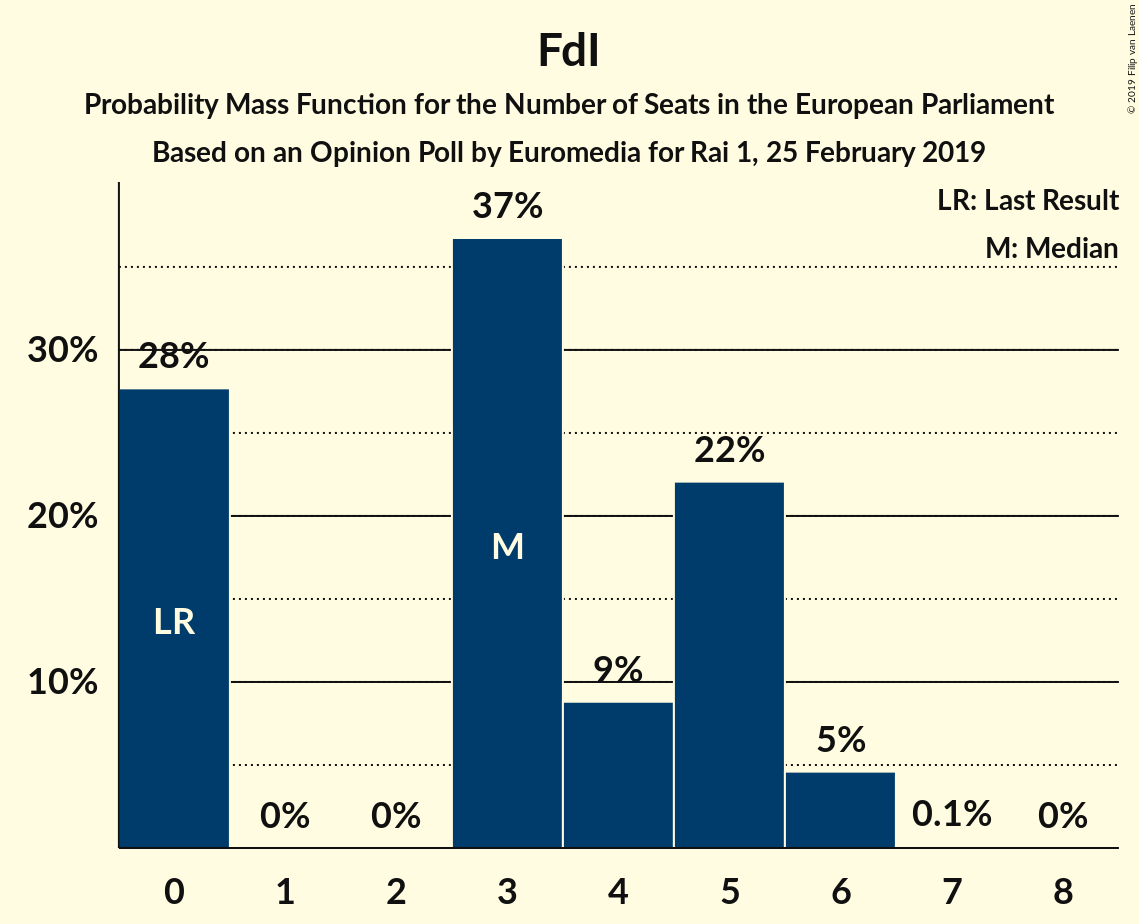 FdI
Probability Mass Function for the Number of Seats in the European Parliament
Based on an Opinion Poll by Euromedia for Rai 1, 25 February 2019
© 2019 Filip van Laenen
LR: Last Result
M: Median
37%
30%
28%
22%
20%
M
LR
10%
9%
5%
0%
0%
0.1%
0%
0 1 2 3 4 5 6 7 8